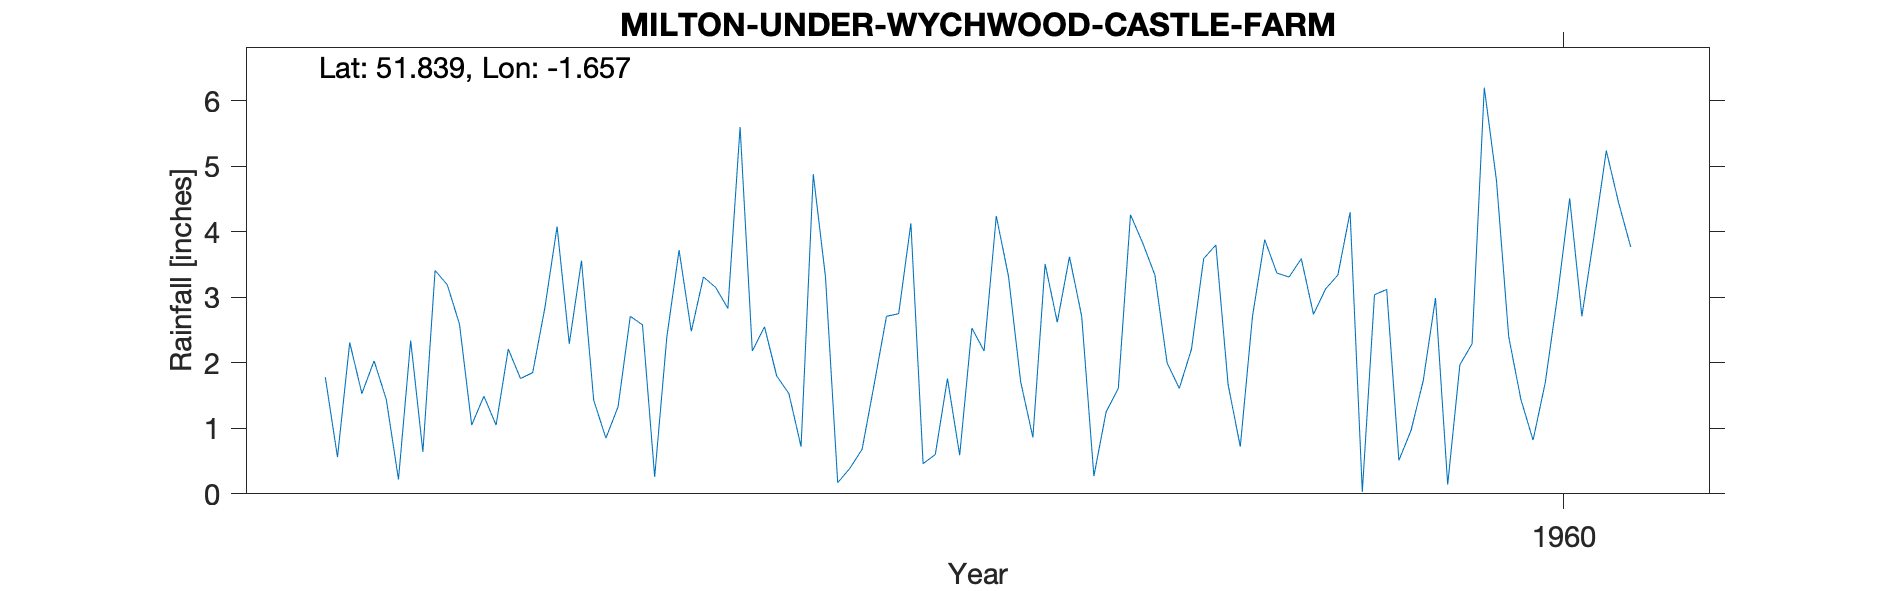 MILTON-UNDER-WYCHWOOD-CASTLE-FARM
Lat: 51.839, Lon: -1.657
Rainfall [inches]
6
5
4
3
2
1
0
1960
Year